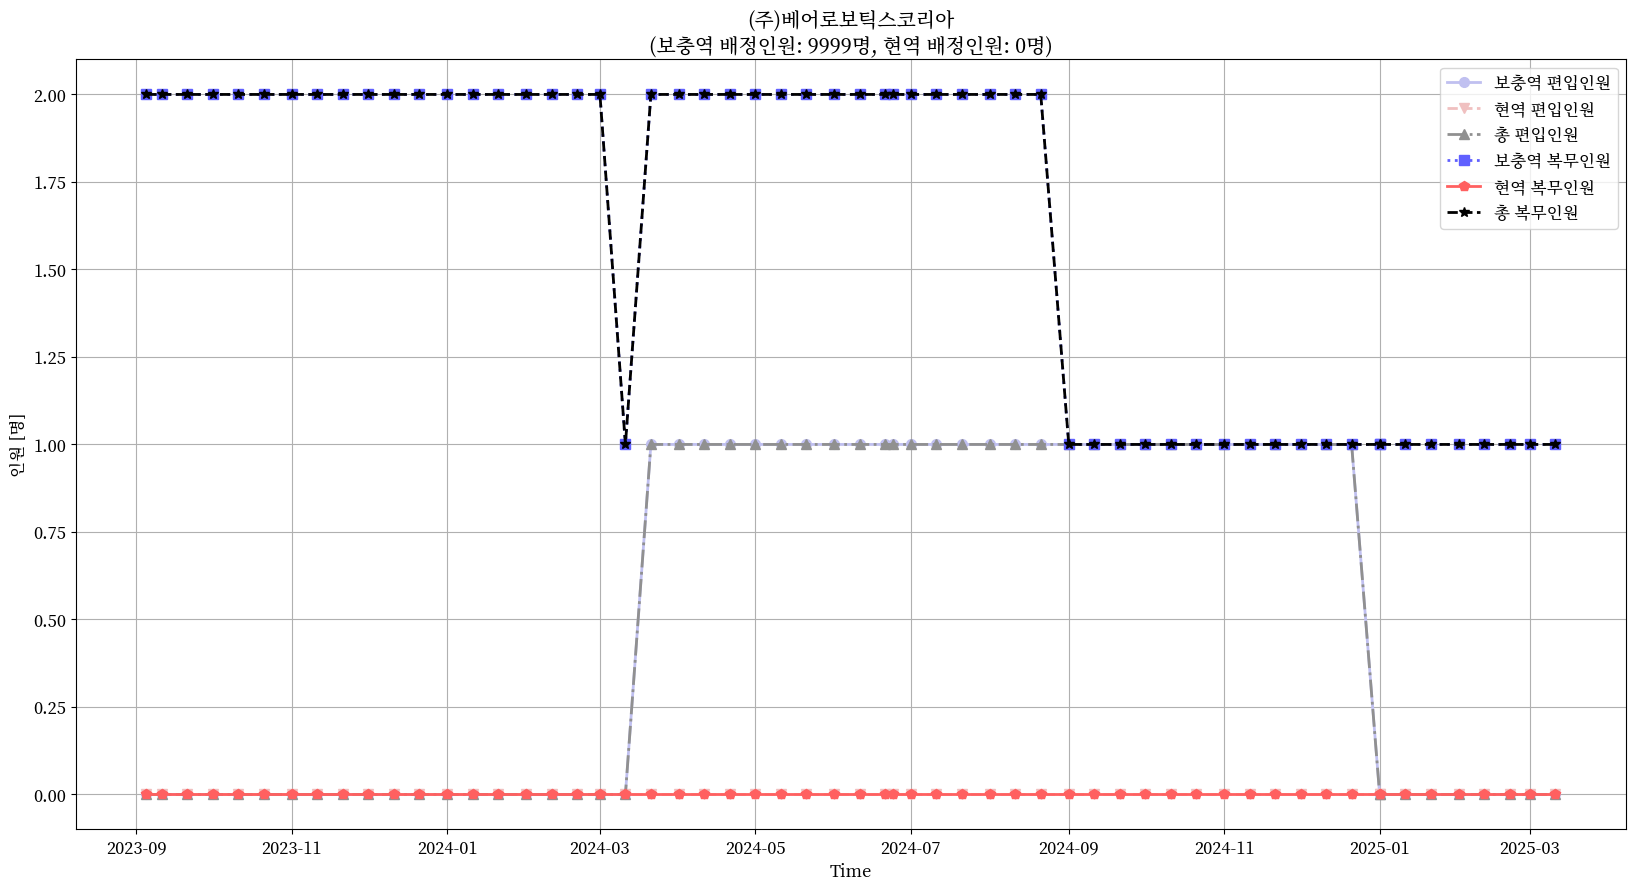 (주)베어로보틱스코리아
(보충역 배정인원: 9999명, 현역 배정인원: 0명)
보충역 편입인원
현역 편입인원
총 편입인원
보충역 복무인원
현역 복무인원
총 복무인원
인원 [명]
2.00
1.75
1.50
1.25
1.00
0.75
0.50
0.25
0.00
2023-09 2023-11 2024-01 2024-03 2024-05 2024-07 2024-09 2024-11 2025-01 2025-03
Time